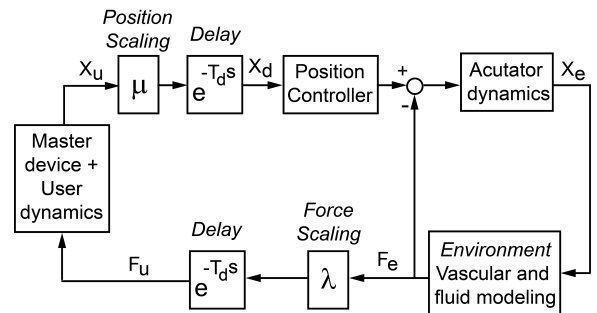 Position
Scaling
Delay
Xu
μ
e-Tds
Xd
Position
Controller
+
-
Acutator
dynamics
Xe
Master
device +
User
dynamics
Delay
Force
Scaling
Fu
e-Tds
λ
Fe
Environment
Vascular and
fluid modeling